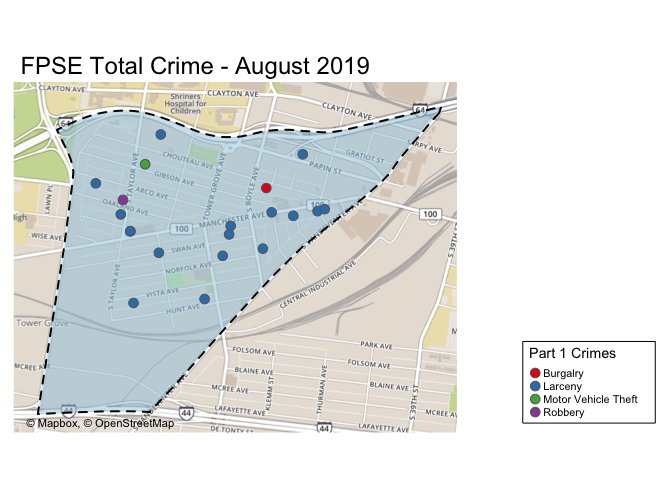 FPSE Total Crime - August 2019
CLAYTON AVE
CLAYTON AVE
Shriners
Hospital for
Children
CLAYTON AVE
64
64
GRATIOT ST
CHOUTEAU AVE
PAPIN ST
GIBSON AVE
S TAYLOR AVE
TOWER GROVE AVE
S BOYLE AVE
ARCO AVE
OAKLAND AVE
LAWN PL
MANCHESTER AVE
100
100
100
WISE AVE
SWAN AVE
NORFOLK AVE
S 39TH ST
CENTRAL INDUSTRIAL AVE
S TAYLOR AVE
VISTA AVE
HUNT AVE
Tower Grove
PARK AVE
FOLSOM AVE
FOLSOM AVE
BLAINE AVE
BLAINE AVE
MCREE AVE
MCREE AVE
KLEMM ST
THURMAN AVE
S 39TH ST
MCREE AVE
LAFAYETTE AVE
LAFAYETTE AVE
44
44
44
DE TONTY ST
© Mapbox, © OpenStreetMap
Part 1 Crimes
Burgalry
Larceny
Motor Vehicle Theft
Robbery